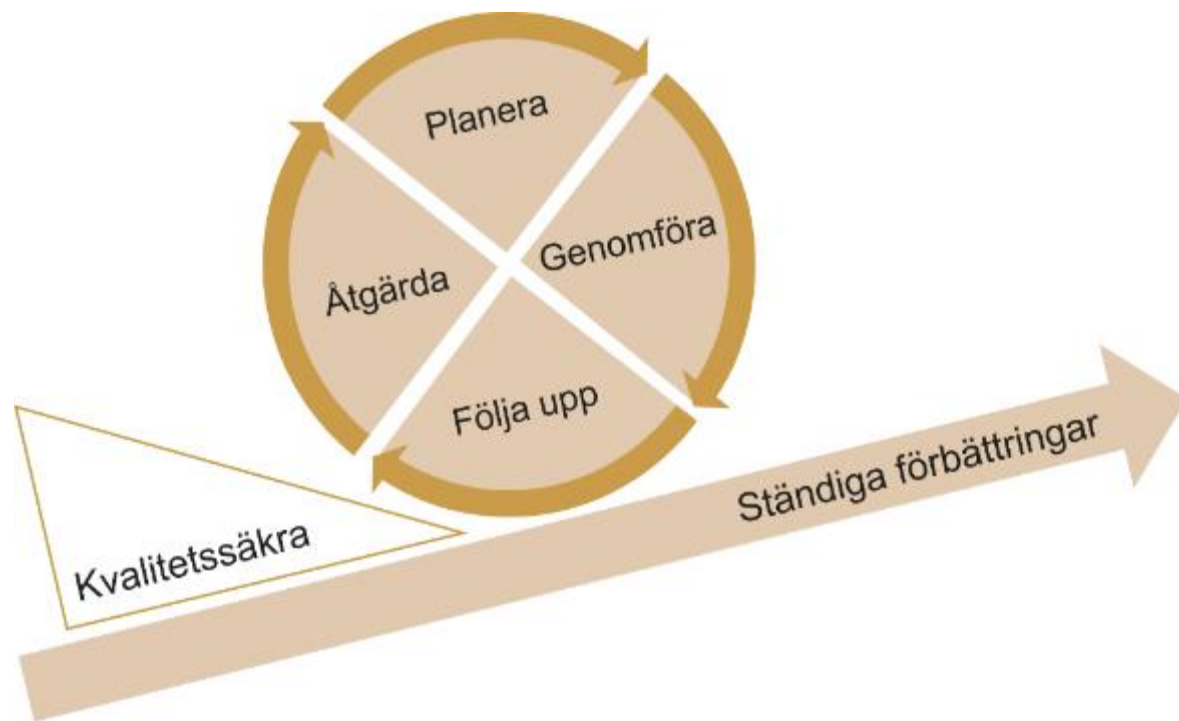 Planera
Genomföra
Åtgärda
Följa upp
Ständiga förbättringar
Kvalitetssäkra